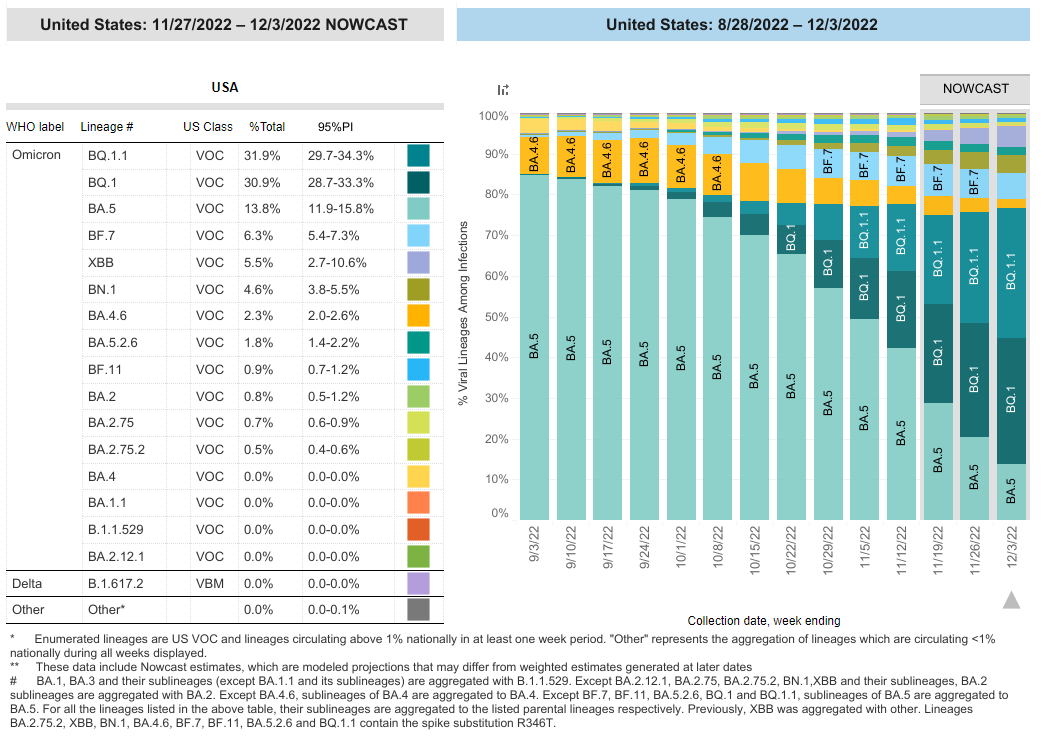 United States: 11/27/2022 – 12/3/2022 NOWCAST
United States: 8/28/2022 – 12/3/2022
USA
WHO label Lineage # US Class %Total 95%PI
Omicron BQ.1.1 VOC 31.9% 29.7-34.3%
BQ.1 VOC 30.9% 28.7-33.3%
BA.5 VOC 13.8% 11.9-15.8%
BF.7 VOC 6.3% 5.4-7.3%
XBB VOC 5.5% 2.7-10.6%
BN.1 VOC 4.6% 3.8-5.5%
BA.4.6 VOC 2.3% 2.0-2.6%
BA.5.2.6 VOC 1.8% 1.4-2.2%
BF.11 VOC 0.9% 0.7-1.2%
BA.2 VOC 0.8% 0.5-1.2%
BA.2.75 VOC 0.7% 0.6-0.9%
BA.2.75.2 VOC 0.5% 0.4-0.6%
BA.4 VOC 0.0% 0.0-0.0%
BA.1.1 VOC 0.0% 0.0-0.0%
B.1.1.529 VOC 0.0% 0.0-0.0%
BA.2.12.1 VOC 0.0% 0.0-0.0%
Delta B.1.617.2 VBM 0.0% 0.0-0.0%
Other Other* 0.0% 0.0-0.1%
NOWCAST
% Viral Lineages Among Infections
100%
90%
80%
70%
60%
50%
40%
30%
20%
10%
0%
BA.4.6 BA.4.6 BA.4.6 BA.4.6 BA.4.6 BA.4.6
BF.7 BF.7 BF.7 BF.7 BF.7
BQ.1.1 BQ.1.1 BQ.1.1 BQ.1.1 BQ.1.1
BQ.1 BQ.1 BQ.1 BQ.1 BQ.1 BQ.1 BQ.1
BA.5 BA.5 BA.5 BA.5 BA.5 BA.5 BA.5 BA.5 BA.5 BA.5 BA.5 BA.5 BA.5 BA.5
9/3/22 9/10/22 9/17/22 9/24/22 10/1/22 10/8/22 10/15/22 10/22/22 10/29/22 11/5/22 11/12/22 11/19/22 11/26/22 12/3/22
Collection date, week ending
* Enumerated lineages are US VOC and lineages circulating above 1% nationally in at least one week period. "Other" represents the aggregation of lineages which are circulating <1%
nationally during all weeks displayed.
** These data include Nowcast estimates, which are modeled projections that may differ from weighted estimates generated at later dates
# BA.1, BA.3 and their sublineages (except BA.1.1 and its sublineages) are aggregated with B.1.1.529. Except BA.2.12.1, BA.2.75, BA.2.75.2, BN.1,XBB and their sublineages, BA.2
sublineages are aggregated with BA.2. Except BA.4.6, sublineages of BA.4 are aggregated to BA.4. Except BF.7, BF.11, BA.5.2.6, BQ.1 and BQ.1.1, sublineages of BA.5 are aggregated to
BA.5. For all the lineages listed in the above table, their sublineages are aggregated to the listed parental lineages respectively. Previously, XBB was aggregated with other. Lineages
BA.2.75.2, XBB, BN.1, BA.4.6, BF.7, BF.11, BA.5.2.6 and BQ.1.1 contain the spike substitution R346T.